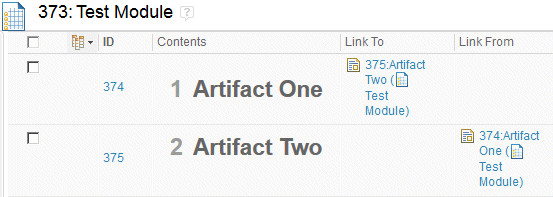 373: Test Module ?
ID Contents Link To Link From
374 1 Artifact One 375:Artifact
Two (
Test
Module)
375 2 Artifact Two 374:Artifact
One (
Test
Module)